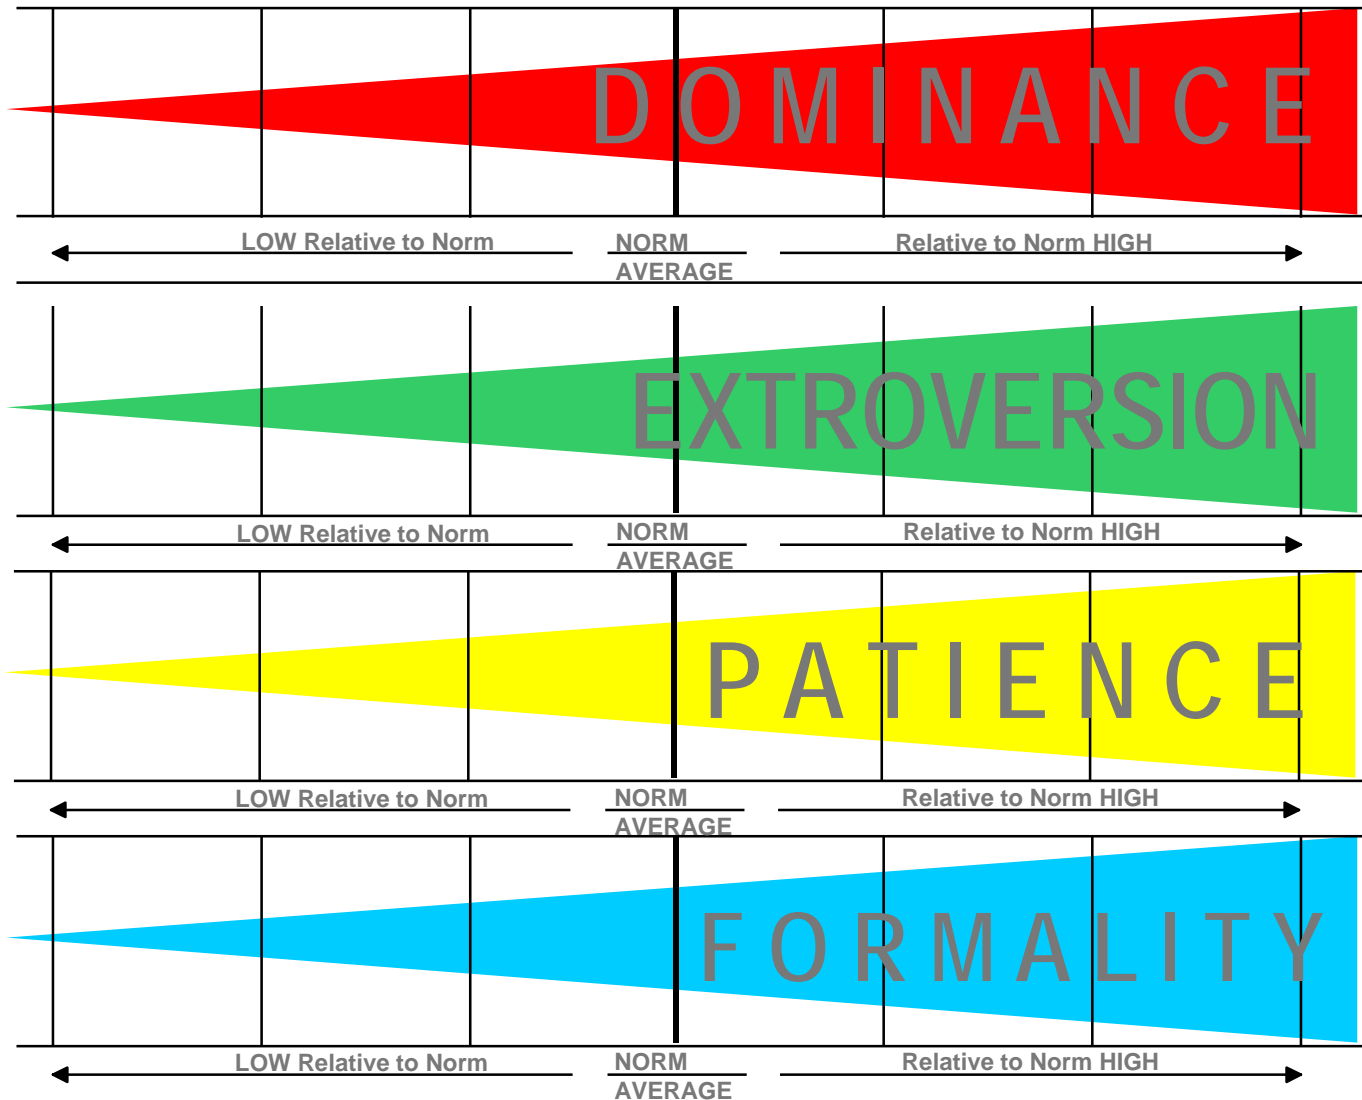 DOMINANCE
LOW Relative to Norm NORM Relative to Norm HIGH
AVERAGE
EXTROVERSION
LOW Relative to Norm NORM Relative to Norm HIGH
AVERAGE
PATIENCE
LOW Relative to Norm NORM Relative to Norm HIGH
AVERAGE
FORMALITY
LOW Relative to Norm NORM Relative to Norm HIGH
AVERAGE